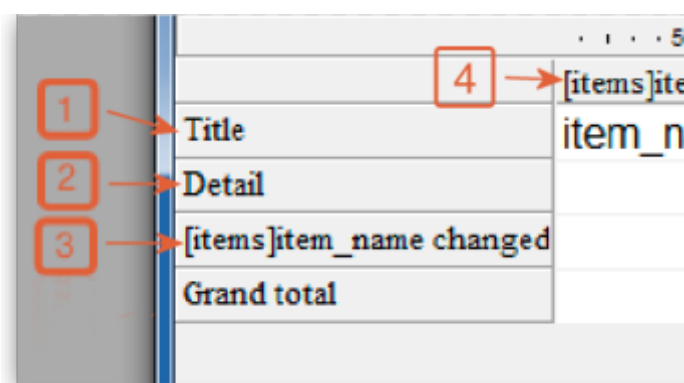 5
4 [items]ite
1 Title item_n
2 Detail
3 [items]item_name changed
Grand total